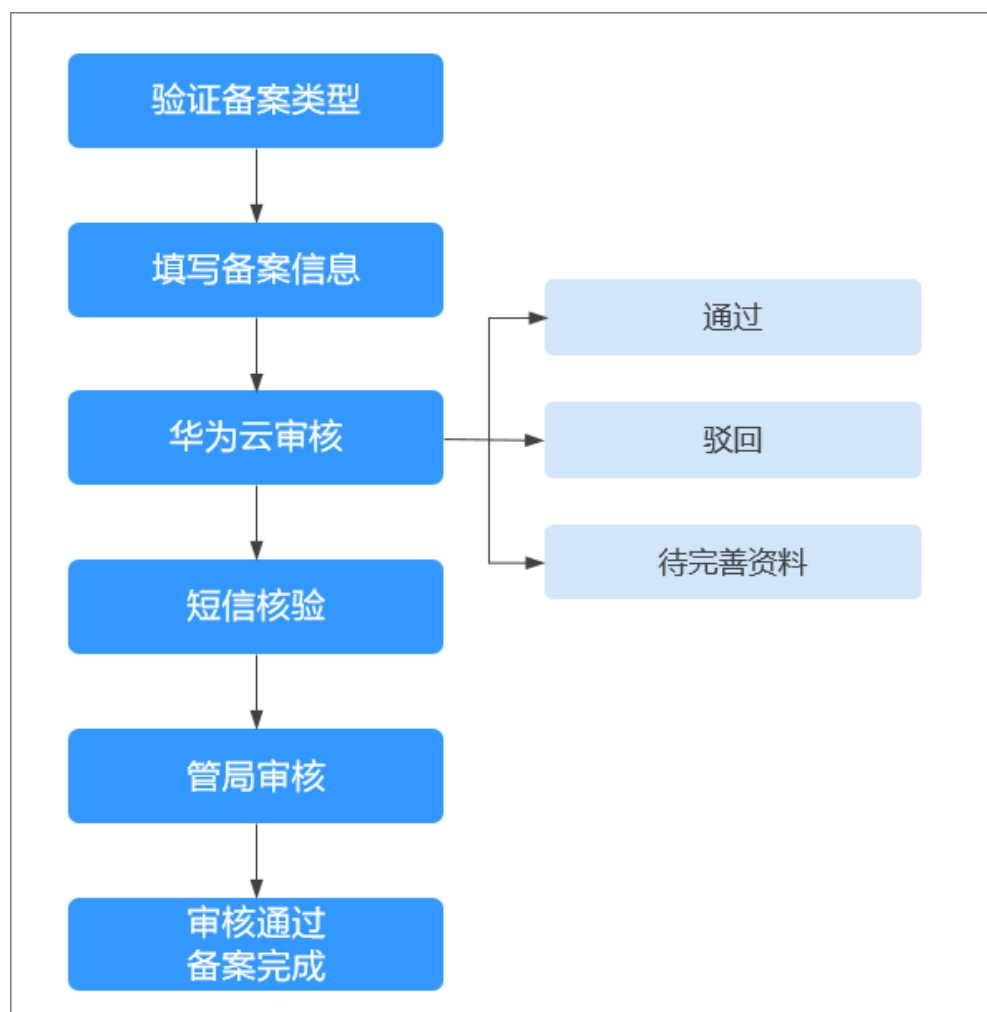 验证备案类型
填写备案信息
华为云审核
通过
驳回
待完善资料
短信核验
管局审核
审核通过
备案完成